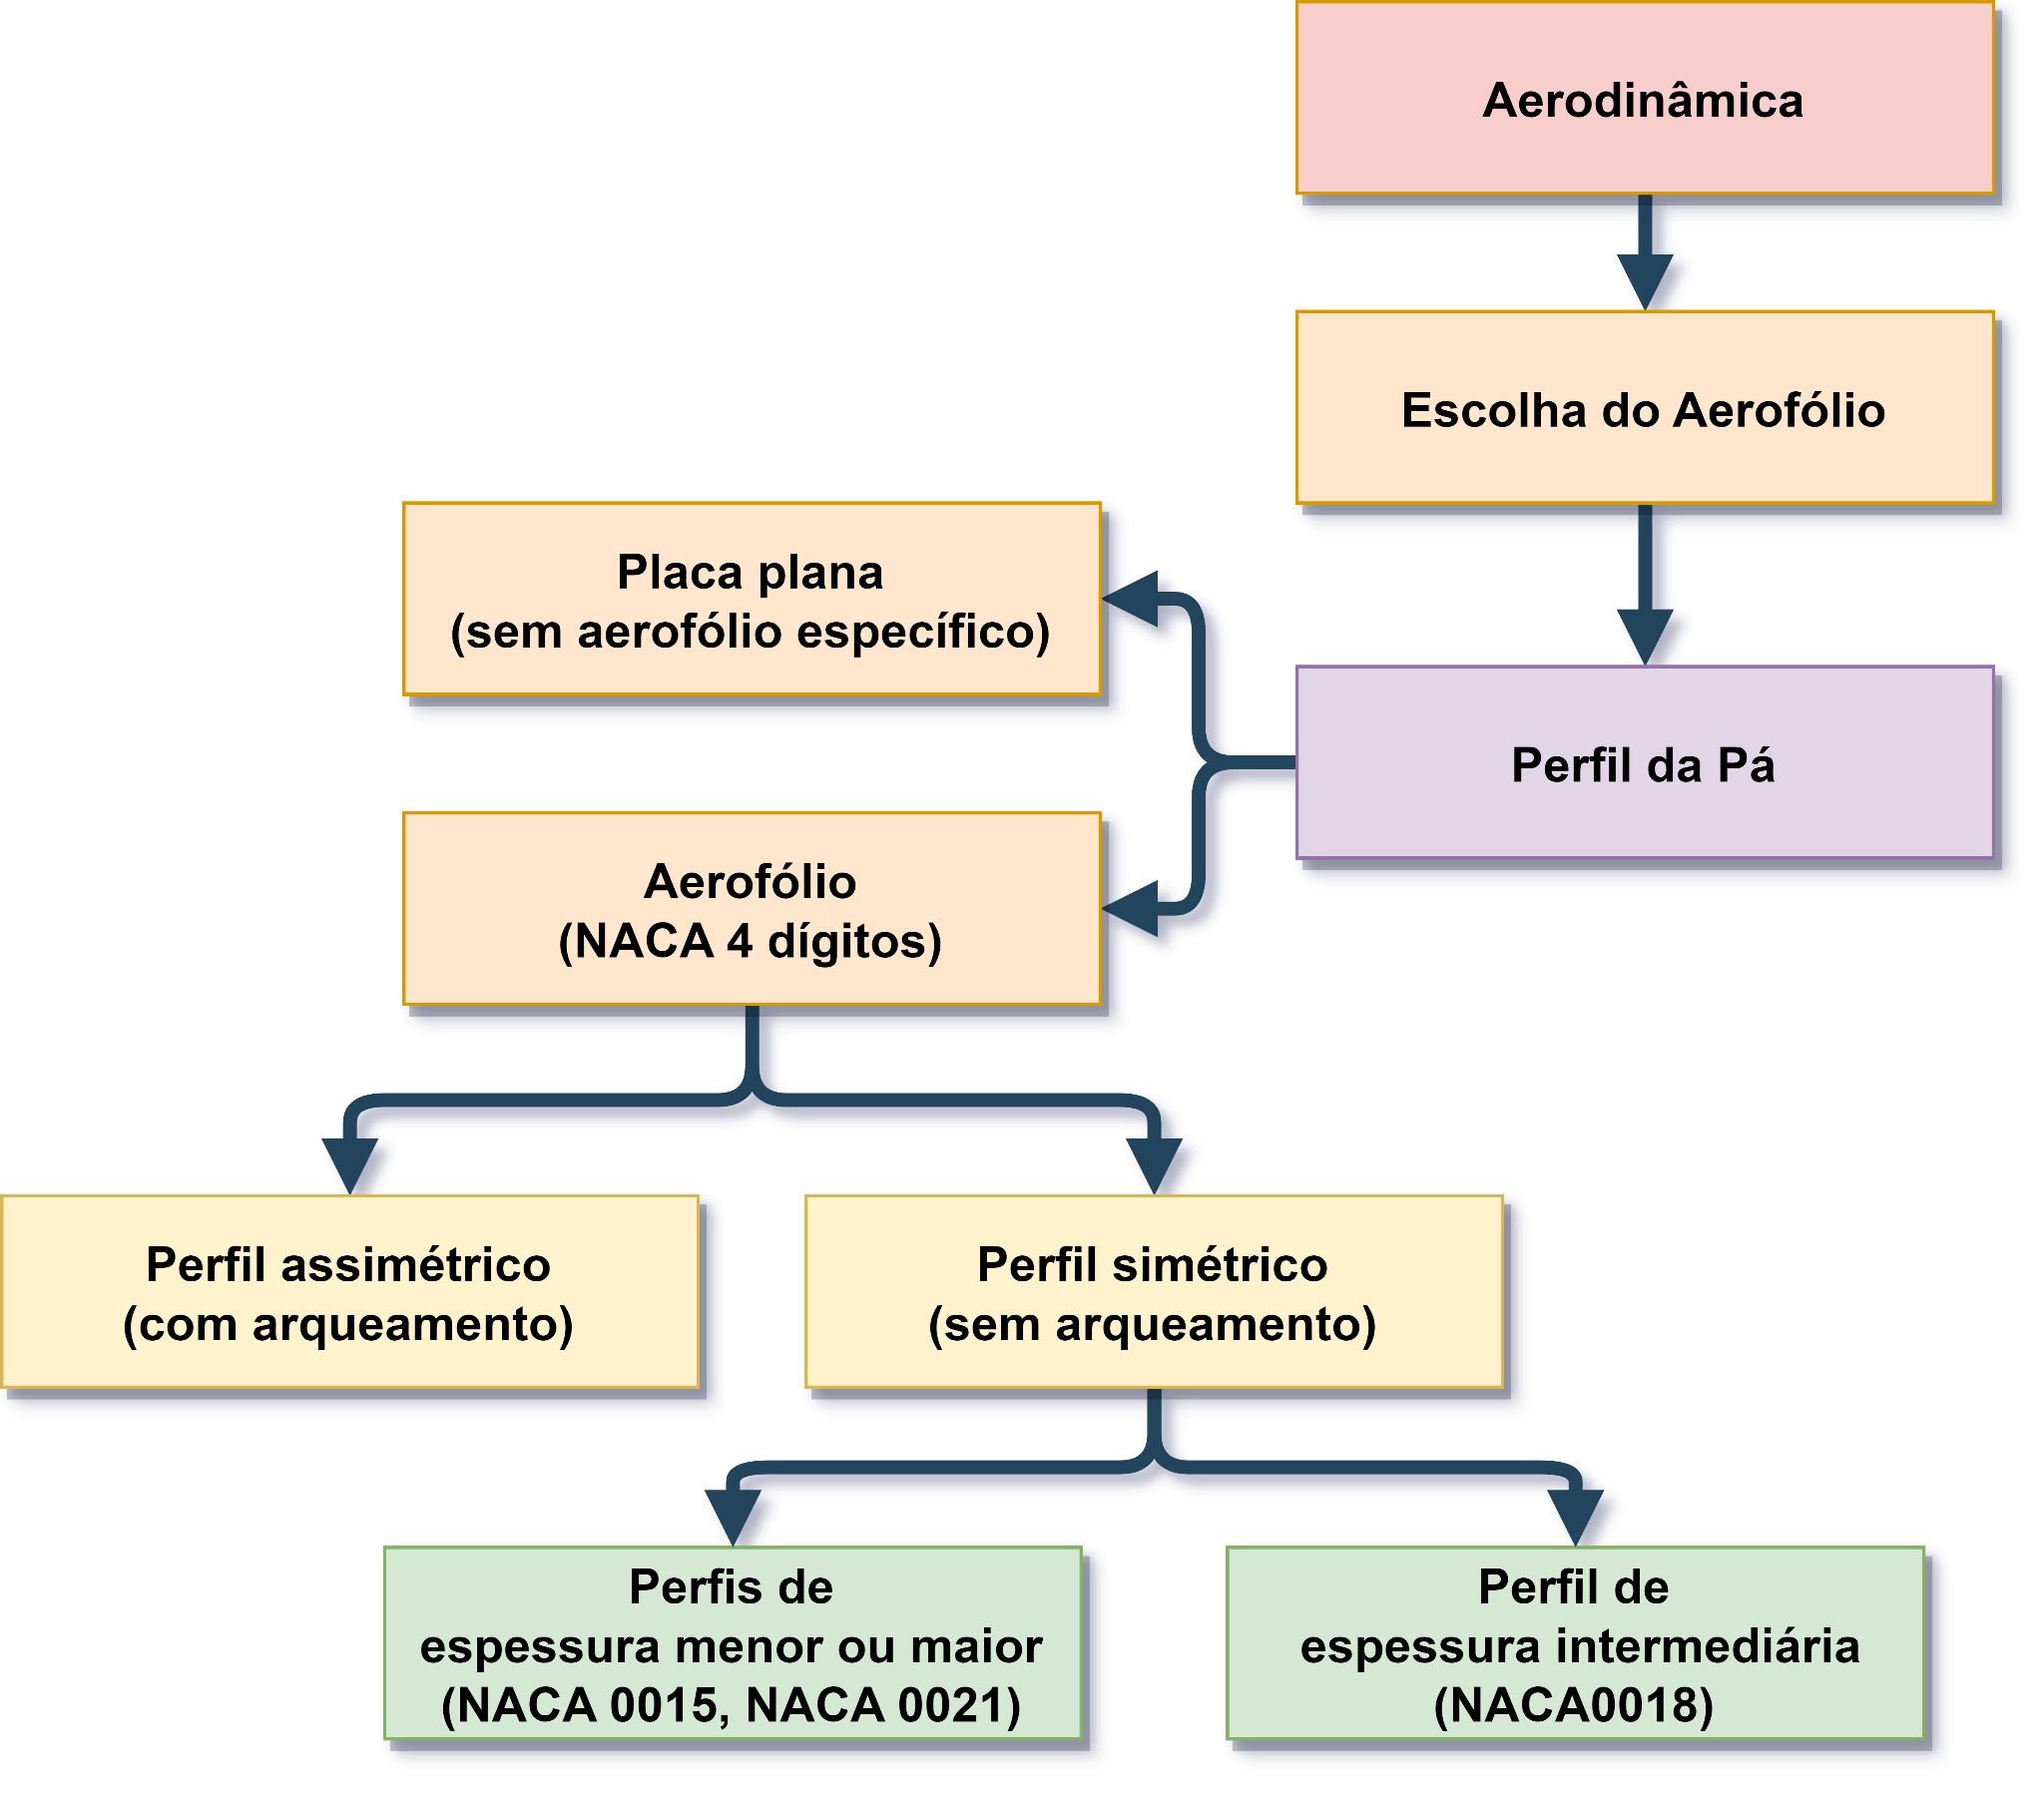 Aerodinâmica
Escolha do Aerofólio
Placa plana
(sem aerofólio específico)
Perfil da Pá
Aerofólio
(NACA 4 dígitos)
Perfil assimétrico
(com arqueamento)
Perfil simétrico
(sem arqueamento)
Perfis de
espessura menor ou maior
(NACA 0015, NACA 0021)
Perfil de
espessura intermediária
(NACA0018)